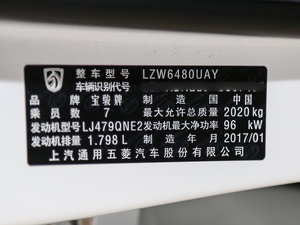 整车型号 LZW6480UAY
车辆识别代号
品牌 宝骏牌 制造国 中国
乘员数 7 最大允许总质量 2020 kg
发动机型号 LJ479QNE2 发动机最大净功率 96 kW
发动机排量 1.798 L 制造年月 2017/01
上汽通用五菱汽车股份有限公司